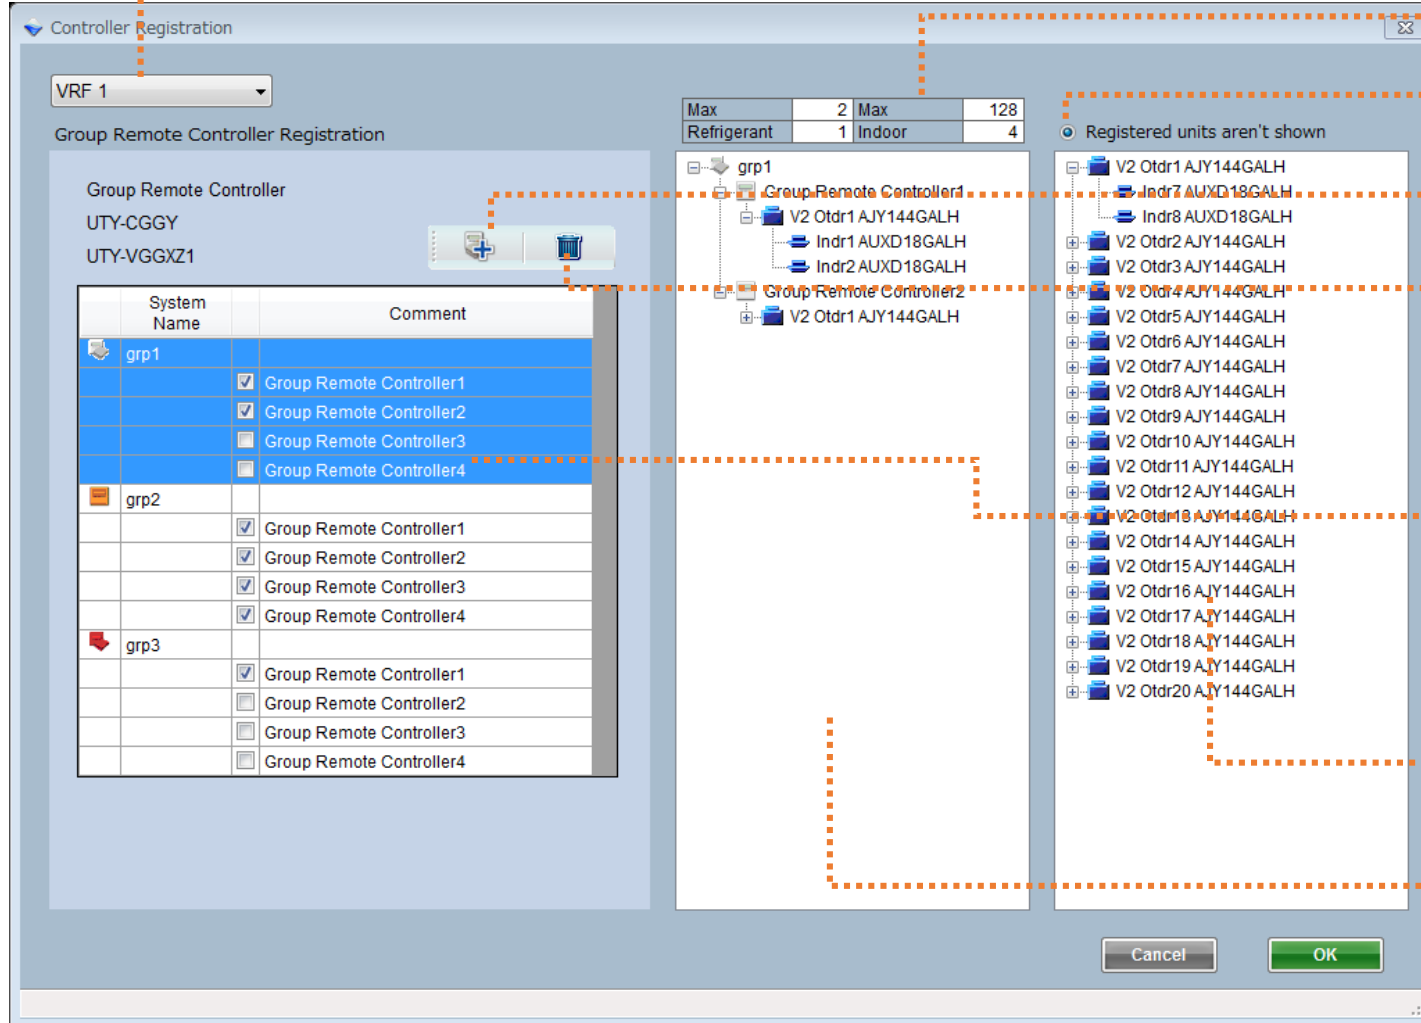 Controller Registration
VRF 1
Group Remote Controller Registration
Group Remote Controller
UTY-CGGY
UTY-VGGXZ1
System Name Comment
grp1
Group Remote Controller1
Group Remote Controller2
Group Remote Controller3
Group Remote Controller4
grp2
Group Remote Controller1
Group Remote Controller2
Group Remote Controller3
Group Remote Controller4
grp3
Group Remote Controller1
Group Remote Controller2
Group Remote Controller3
Group Remote Controller4
Max 2 Max 128
Refrigerant 1 Indoor 4
grp1
Group Remote Controller1
V2 Otdr1 AJY144GALH
Indr1 AUXD18GALH
Indr2 AUXD18GALH
Group Remote Controller2
V2 Otdr1 AJY144GALH
Registered units aren't shown
V2 Otdr1 AJY144GALH
Indr7 AUXD18GALH
Indr8 AUXD18GALH
V2 Otdr2 AJY144GALH
V2 Otdr3 AJY144GALH
V2 Otdr4 AJY144GALH
V2 Otdr5 AJY144GALH
V2 Otdr6 AJY144GALH
V2 Otdr7 AJY144GALH
V2 Otdr8 AJY144GALH
V2 Otdr9 AJY144GALH
V2 Otdr10 AJY144GALH
V2 Otdr11 AJY144GALH
V2 Otdr12 AJY144GALH
V2 Otdr13 AJY144GALH
V2 Otdr14 AJY144GALH
V2 Otdr15 AJY144GALH
V2 Otdr16 AJY144GALH
V2 Otdr17 AJY144GALH
V2 Otdr18 AJY144GALH
V2 Otdr19 AJY144GALH
V2 Otdr20 AJY144GALH
Cancel OK